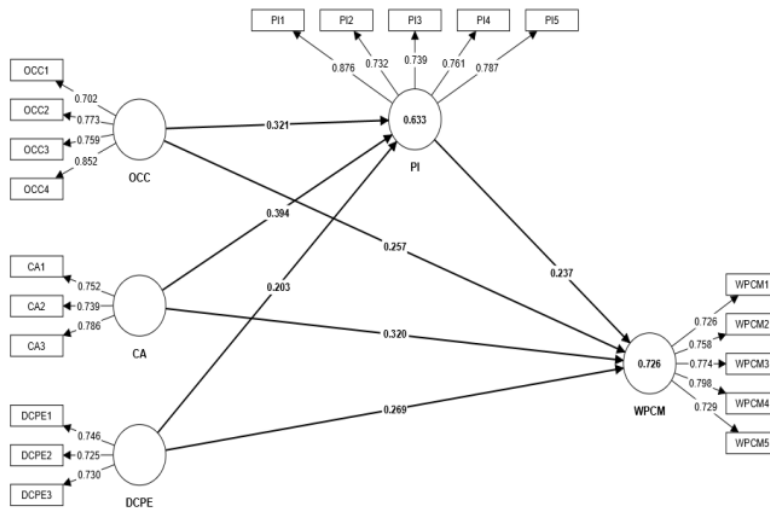 PI1
PI2
PI3
PI4
PI5
0.876
0.732
0.739
0.761
0.787
OCC1
OCC2
OCC3
OCC4
0.702
0.773
0.759
0.852
OCC
0.321
0.633
PI
0.394
0.257
0.237
0.203
CA1
CA2
CA3
0.752
0.739
0.786
CA
0.320
0.726
WPCM
WPCM1
WPCM2
WPCM3
WPCM4
WPCM5
0.726
0.758
0.774
0.798
0.729
0.269
DCPE1
DCPE2
DCPE3
0.746
0.725
0.730
DCPE